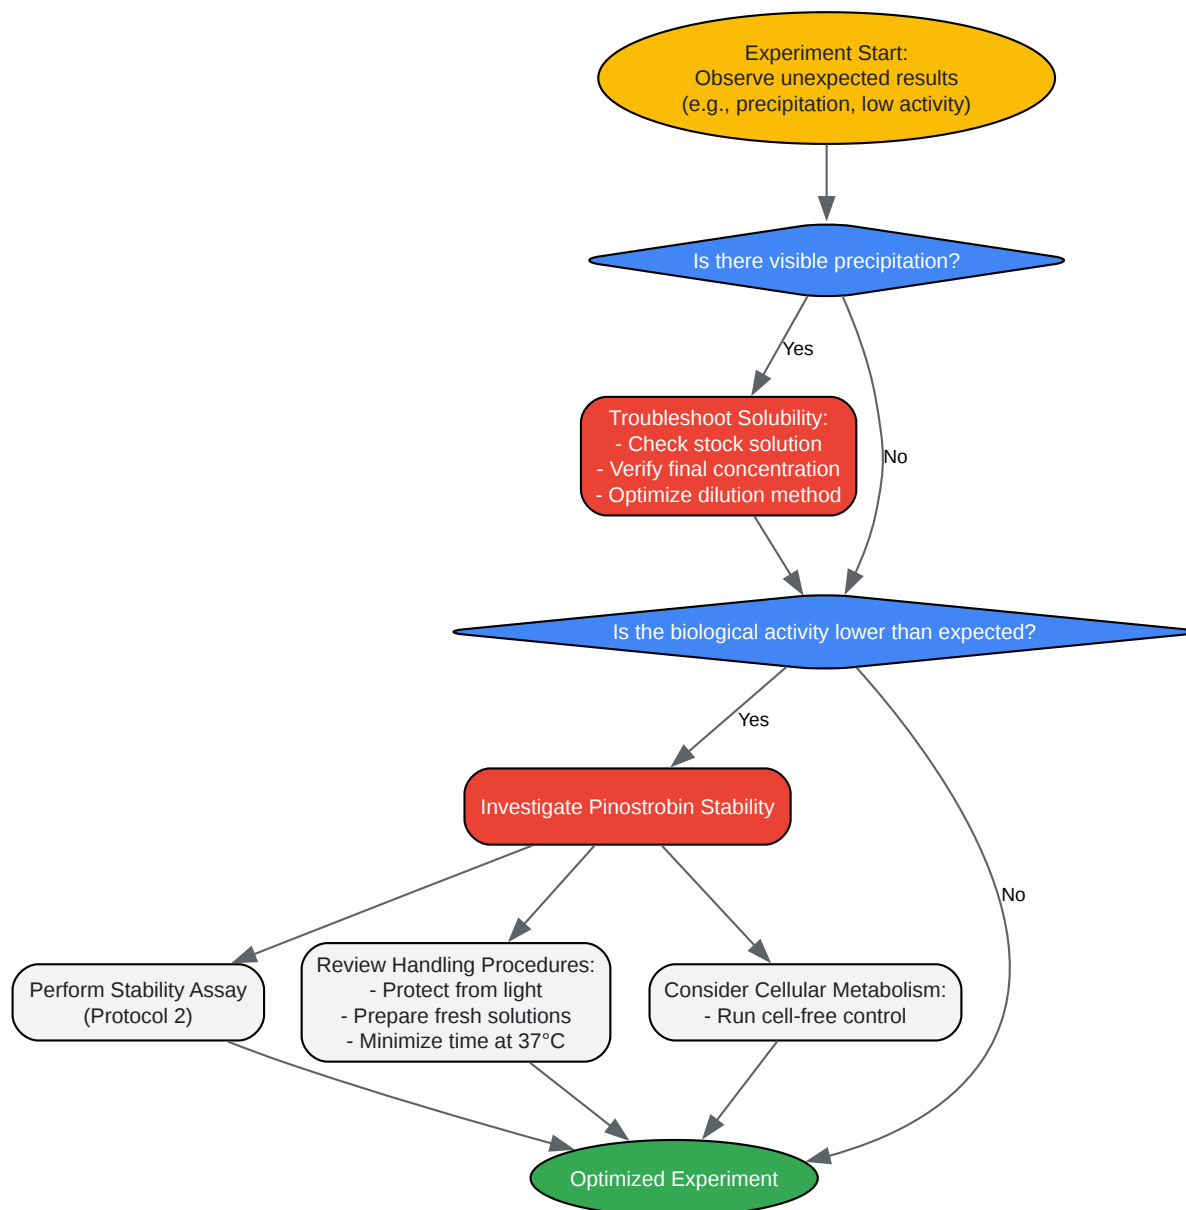 Experiment Start:
Observe unexpected results
(e.g., precipitation, low activity)
Is there visible precipitation?
Yes
Troubleshoot Solubility:
- Check stock solution
- Verify final concentration
- Optimize dilution method
No
Is the biological activity lower than expected?
Yes
Investigate Pinostrobin Stability
No
Perform Stability Assay
(Protocol 2)
Review Handling Procedures:
- Protect from light
- Prepare fresh solutions
- Minimize time at 37°C
Consider Cellular Metabolism:
- Run cell-free control
Optimized Experiment